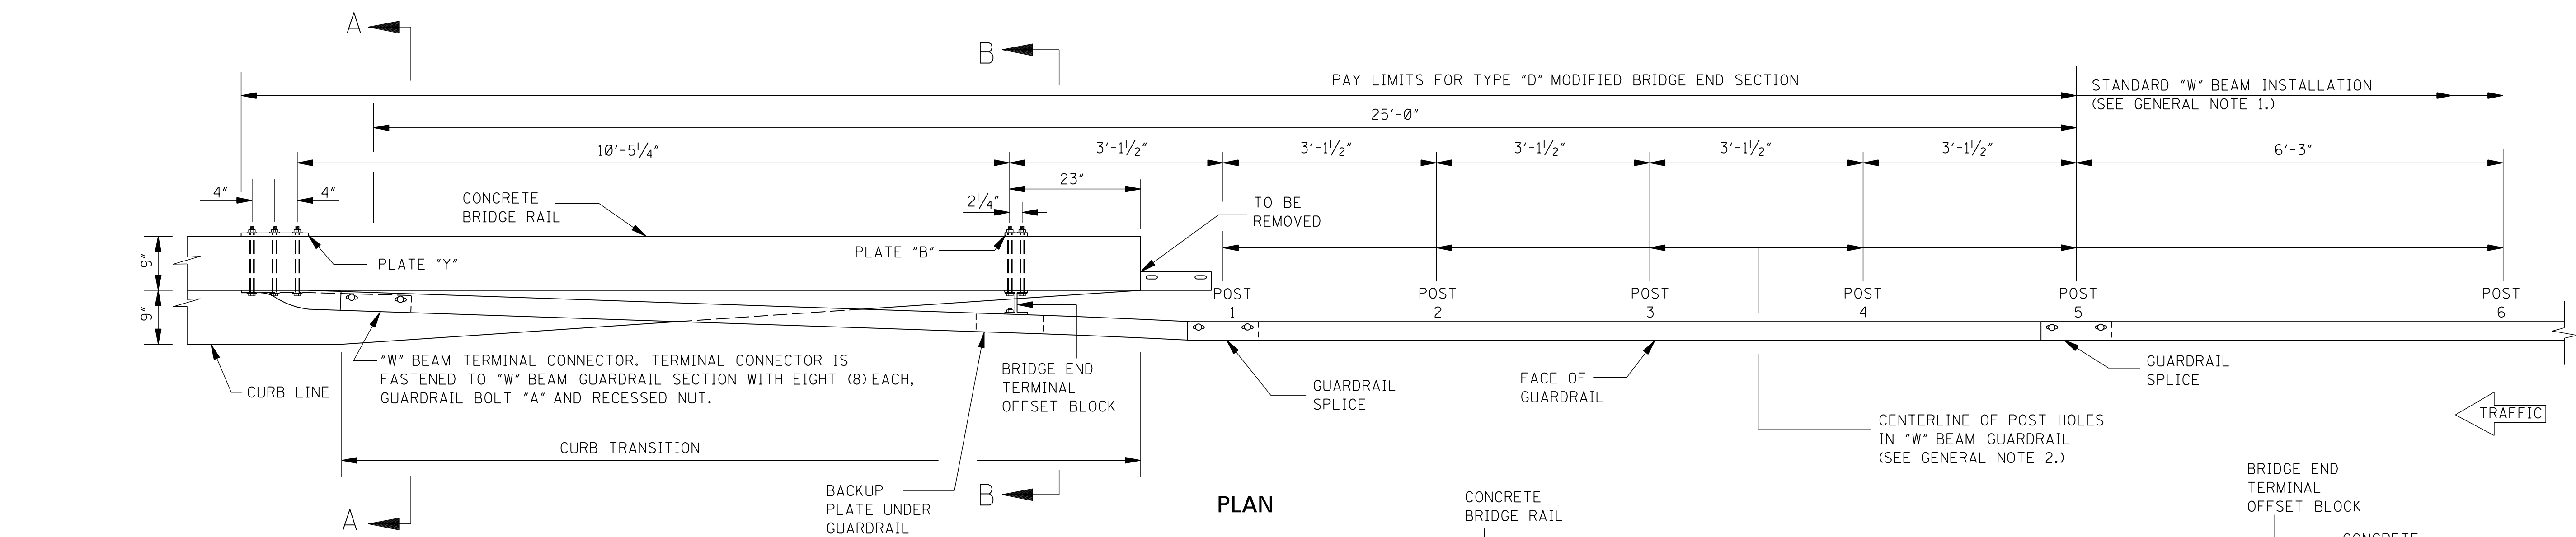 A
B
PAY LIMITS FOR TYPE "D" MODIFIED BRIDGE END SECTION
STANDARD "W" BEAM INSTALLATION
(SEE GENERAL NOTE 1.)
25'-0"
10'-5 1/4"
3'-1 1/2"
3'-1 1/2"
3'-1 1/2"
3'-1 1/2"
3'-1 1/2"
6'-3"
4"
4"
CONCRETE
BRIDGE RAIL
2 1/4"
23"
TO BE
REMOVED
9"
PLATE "Y"
PLATE "B"
9"
POST
1
POST
2
POST
3
POST
4
POST
5
POST
6
CURB LINE
"W" BEAM TERMINAL CONNECTOR. TERMINAL CONNECTOR IS
FASTENED TO "W" BEAM GUARDRAIL SECTION WITH EIGHT (8) EACH,
GUARDRAIL BOLT "A" AND RECESSED NUT.
BRIDGE END
TERMINAL
OFFSET BLOCK
GUARDRAIL
SPLICE
FACE OF
GUARDRAIL
GUARDRAIL
SPLICE
CENTERLINE OF POST HOLES
IN "W" BEAM GUARDRAIL
(SEE GENERAL NOTE 2.)
TRAFFIC
CURB TRANSITION
BACKUP
PLATE UNDER
GUARDRAIL
A
B
PLAN
CONCRETE
BRIDGE RAIL
BRIDGE END
TERMINAL
OFFSET BLOCK
CONCRETE